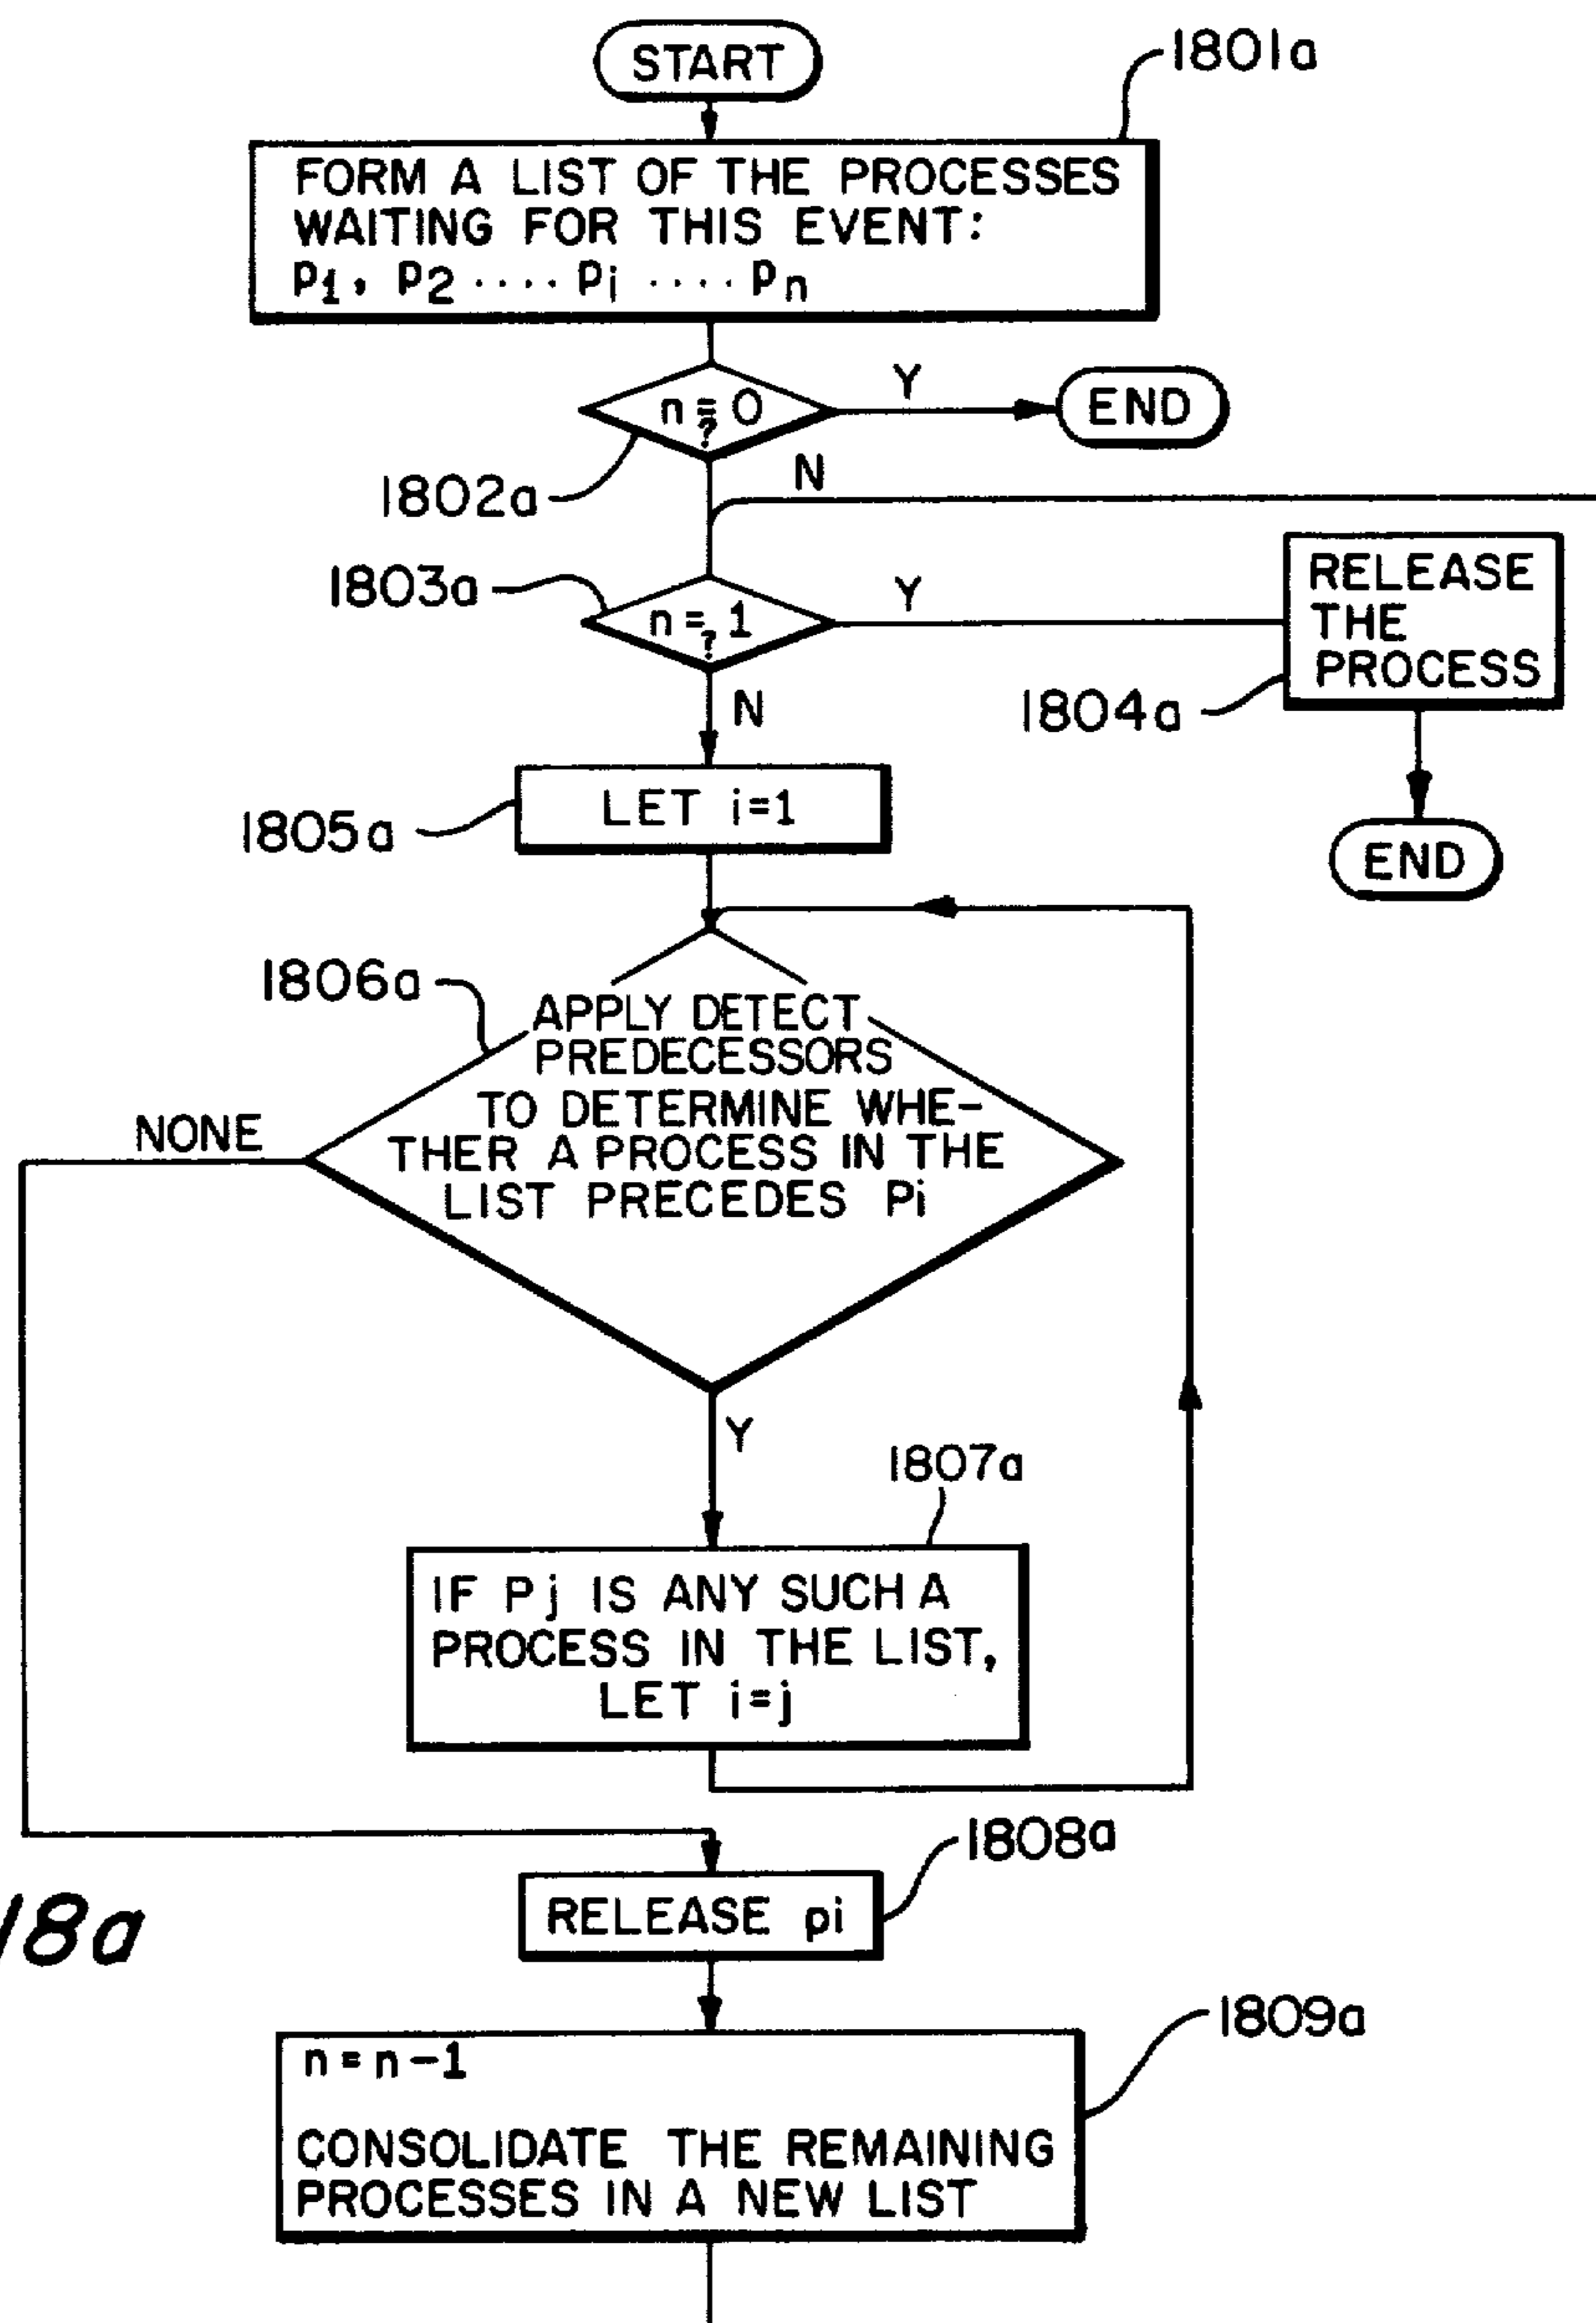 START
1801a
FORM A LIST OF THE PROCESSES
WAITING FOR THIS EVENT:
P1, P2 .... Pi .... Pn
n = 0
?
Y
END
1802a
N
1803a
n = 1
?
Y
RELEASE
THE
PROCESS
1804a
N
END
1805a
LET i=1
1806a
APPLY DETECT
PREDECESSORS
TO DETERMINE WHE-
THER A PROCESS IN THE
LIST PRECEDES Pi
NONE
Y
1807a
IF Pj IS ANY SUCH A
PROCESS IN THE LIST,
LET i=j
1808a
RELEASE pi
18a
1809a
n = n-1
CONSOLIDATE THE REMAINING
PROCESSES IN A NEW LIST